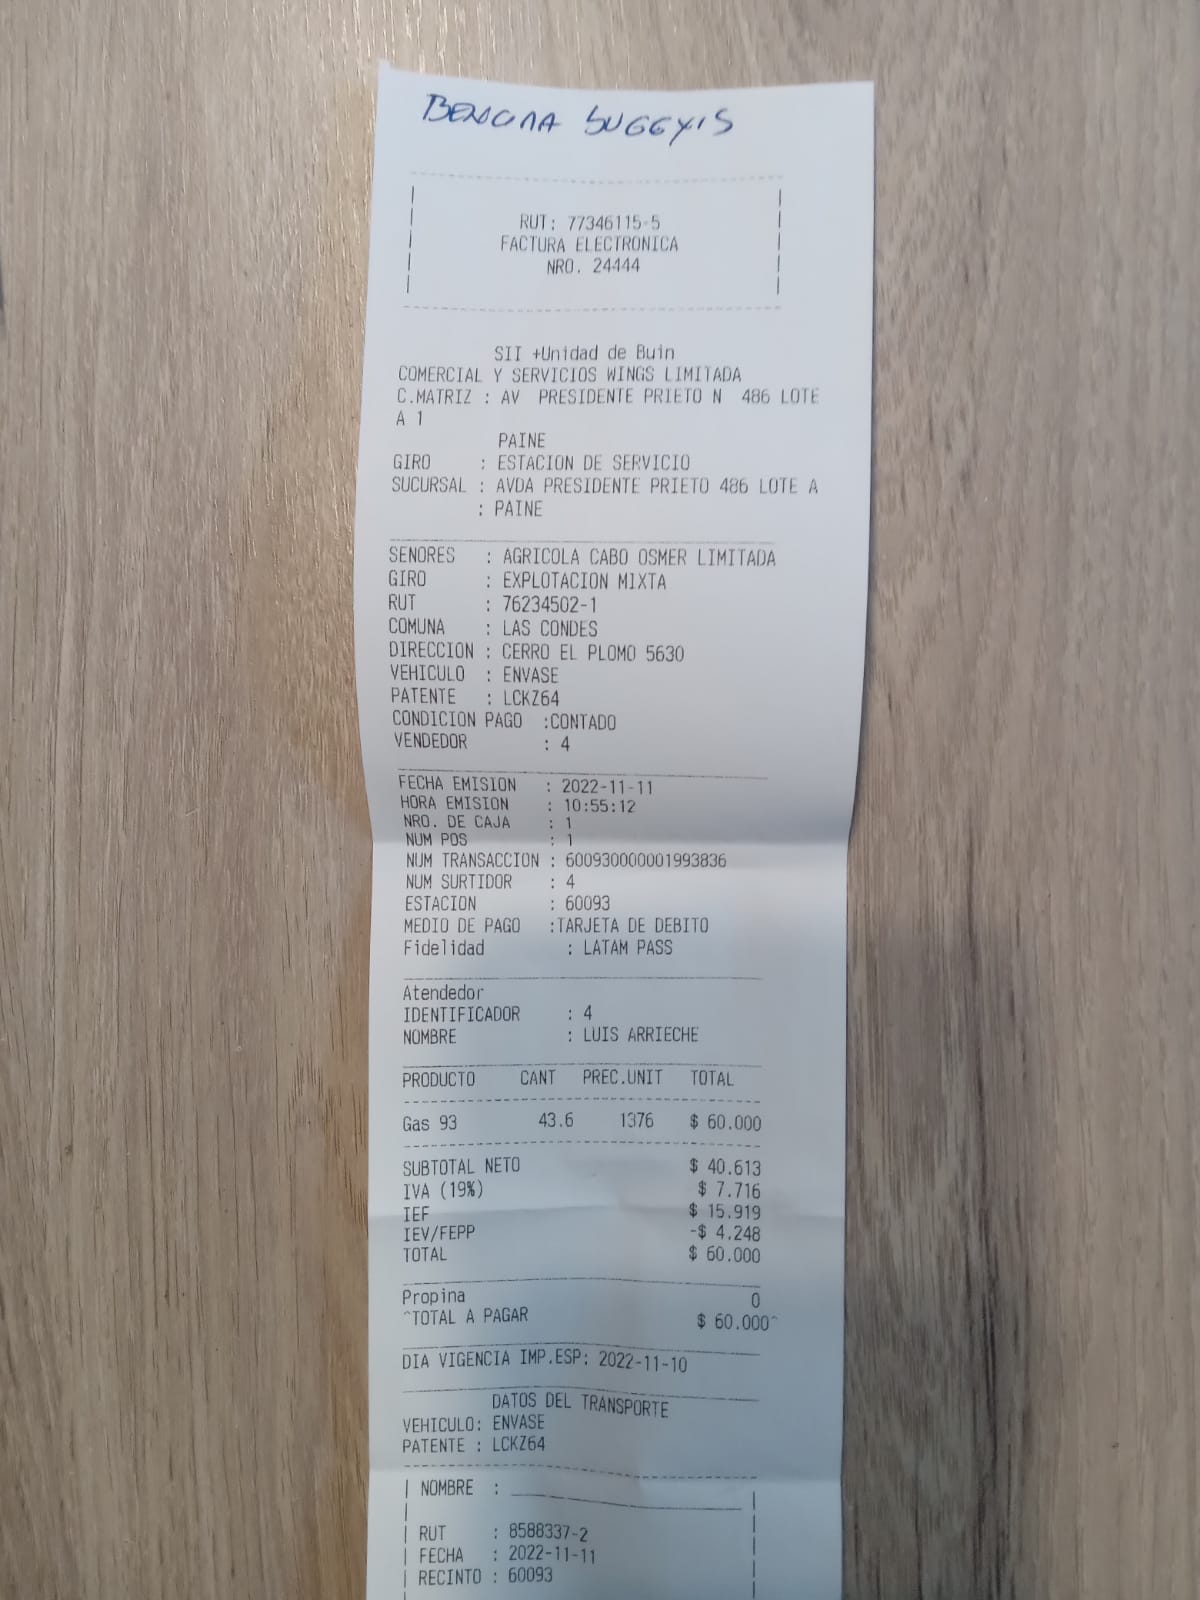 BENCINA BUGGYIS
RUT: 77346115-5
FACTURA ELECTRONICA
NRO. 24444
SII +Unidad de Buin
COMERCIAL Y SERVICIOS WINGS LIMITADA
C.MATRIZ : AV PRESIDENTE PRIETO N 486 LOTE
A 1
PAINE
GIRO : ESTACION DE SERVICIO
SUCURSAL : AVDA PRESIDENTE PRIETO 486 LOTE A
: PAINE
SENORES : AGRICOLA CABO OSMER LIMITADA
GIRO : EXPLOTACION MIXTA
RUT : 76234502-1
COMUNA : LAS CONDES
DIRECCION : CERRO EL PLOMO 5630
VEHICULO : ENVASE
PATENTE : LCKZ64
CONDICION PAGO :CONTADO
VENDEDOR : 4
FECHA EMISION : 2022-11-11
HORA EMISION : 10:55:12
NRO. DE CAJA : 1
NUM POS : 1
NUM TRANSACCION : 600930000001993836
NUM SURTIDOR : 4
ESTACION : 60093
MEDIO DE PAGO :TARJETA DE DEBITO
Fidelidad : LATAM PASS
Atendedor
IDENTIFICADOR : 4
NOMBRE : LUIS ARRIECHE
PRODUCTO CANT PREC.UNIT TOTAL
Gas 93 43.6 1376 $ 60.000
SUBTOTAL NETO $ 40.613
IVA (19%) $ 7.716
IEF $ 15.919
IEV/FEPP -$ 4.248
TOTAL $ 60.000
Propina 0
^TOTAL A PAGAR $ 60.000^
DIA VIGENCIA IMP.ESP: 2022-11-10
DATOS DEL TRANSPORTE
VEHICULO: ENVASE
PATENTE : LCKZ64
NOMBRE :
RUT : 8588337-2
FECHA : 2022-11-11
RECINTO : 60093